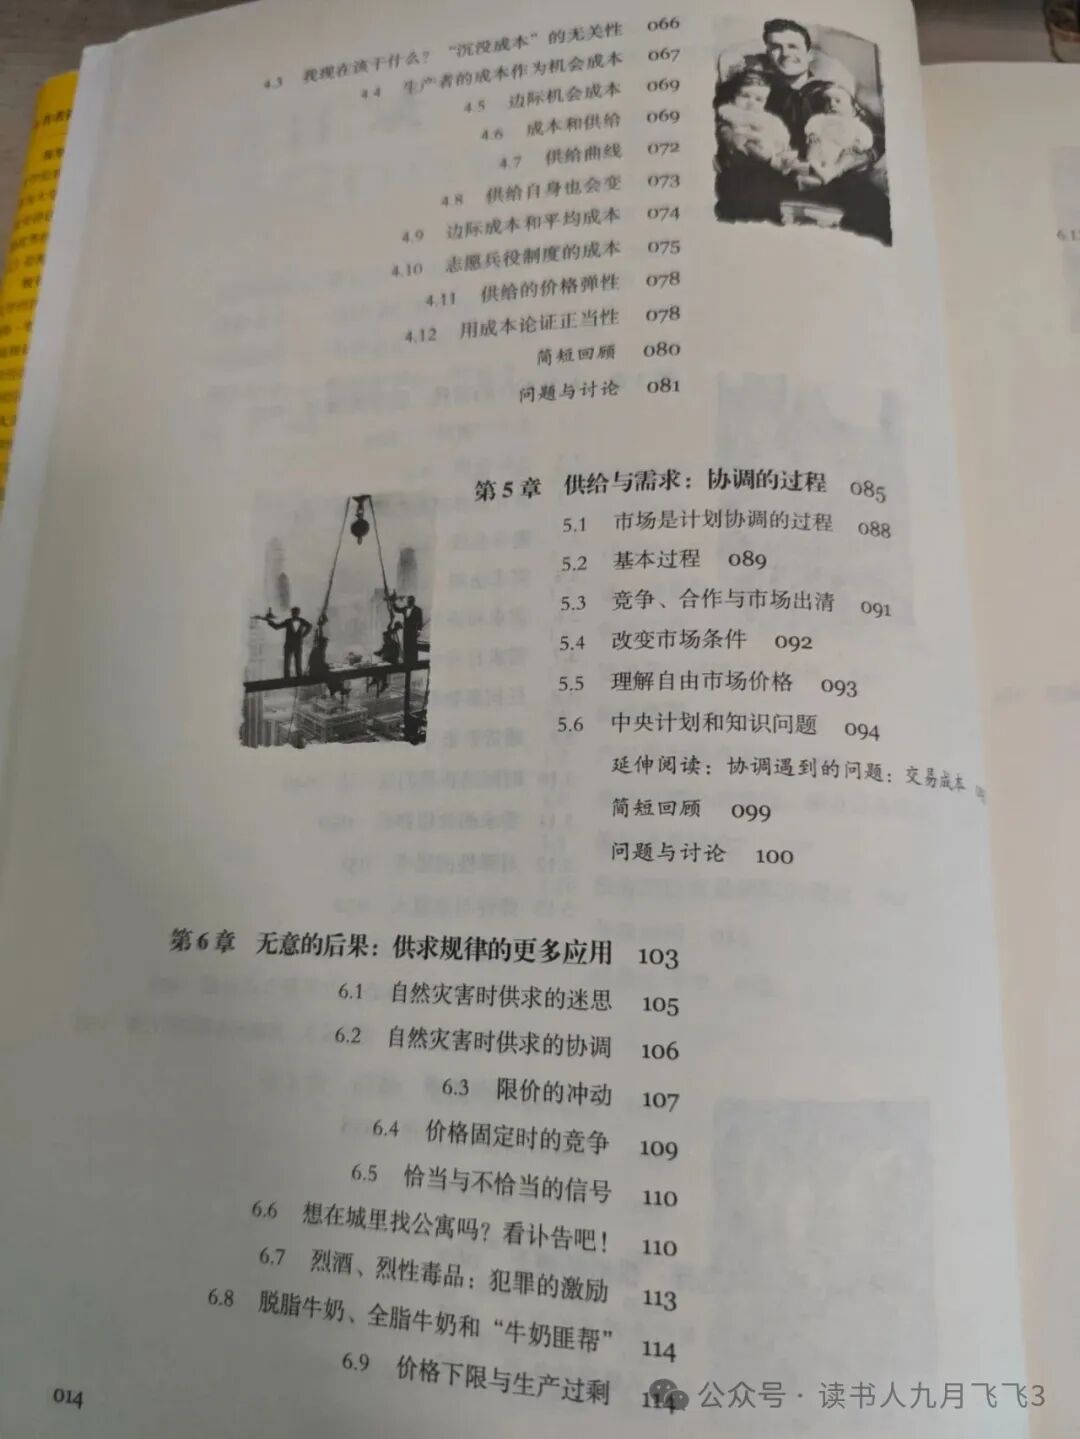 4.3 我现在该干什么？“沉没成本”的无关性 066
4.4 生产者的成本作为机会成本 067
4.5 边际机会成本 069
4.6 成本和供给 069
4.7 供给曲线 072
4.8 供给自身也会变 073
4.9 边际成本和平均成本 074
4.10 志愿兵役制度的成本 075
4.11 供给的价格弹性 078
4.12 用成本论证正当性 078
简短回顾 080
问题与讨论 081
第5章 供给与需求：协调的过程 085
5.1 市场是计划协调的过程 088
5.2 基本过程 089
5.3 竞争、合作与市场出清 091
5.4 改变市场条件 092
5.5 理解自由市场价格 093
5.6 中央计划和知识问题 094
延伸阅读：协调遇到的问题：交易成本
简短回顾 099
问题与讨论 100
第6章 无意的后果：供求规律的更多应用 103
6.1 自然灾害时供求的迷思 105
6.2 自然灾害时供求的协调 106
6.3 限价的冲动 107
6.4 价格固定时的竞争 109
6.5 恰当与不恰当的信号 110
6.6 想在城里找公寓吗？看讣告吧！ 110
6.7 烈酒、烈性毒品：犯罪的激励 113
6.8 脱脂牛奶、全脂牛奶和“牛奶匪帮” 114
6.9 价格下限与生产过剩 114
014
公众号·读书人九月飞飞3